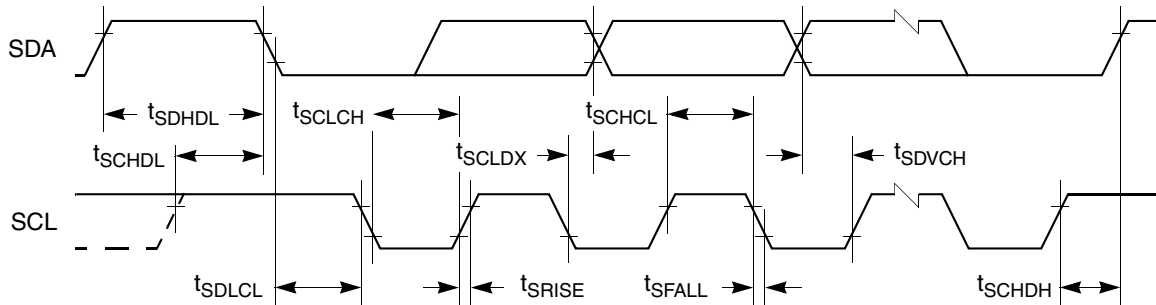 SDA
tSDHDL
tSCLCH
tSCHCL
tSCHDL
tSCLDX
tSDVCH
SCL
tSDLCL
tSRISE
tSFALL
tSCHDH